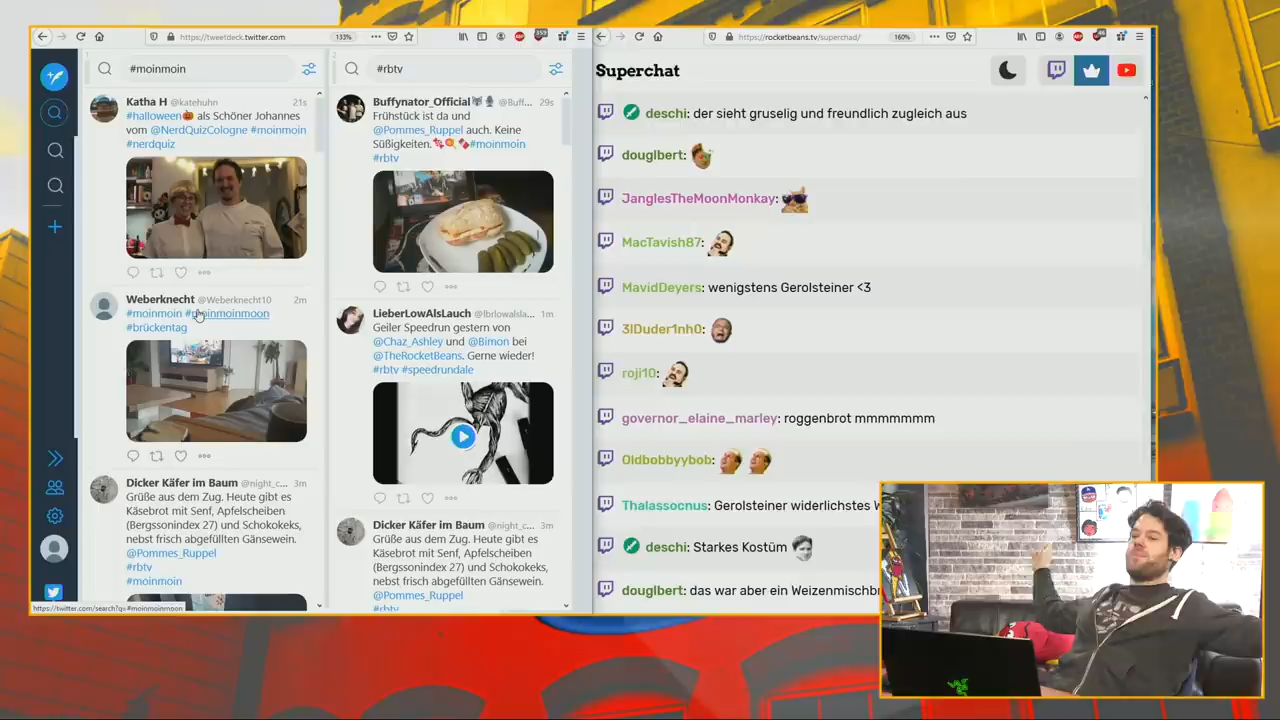 https://tweetdeck.twitter.com
133%
359
#moinmoin
Katha H @katehuhn 21s
#halloween🎃 als Schöner Johannes
vom @NerdQuizCologne #moinmoin
#nerdquiz
Weberknecht @Weberknecht10 2m
#moinmoin #moinmoinmoon
#brückentag
Dicker Käfer im Baum @night_c... 3m
Grüße aus dem Zug. Heute gibt es
Käsebrot mit Senf, Apfelscheiben
(Bergssonindex 27) und Schokokeks,
nebst frisch abgefüllten Gänsewein.
@Pommes_Ruppel
#rbtv
#moinmoin
https://twitter.com/search?q=#moinmoinmoon
2
#rbtv
Buffynator_Official @Buff... 29s
Frühstück ist da und
@Pommes_Ruppel auch. Keine
Süßigkeiten. #moinmoin
#rbtv
LieberLowAlsLauch @lbrlowalsla... 1m
Geiler Speedrun gestern von
@Chaz_Ashley und @Bimon bei
@TheRocketBeans. Gerne wieder!
#rbtv #speedrundale
Dicker Käfer im Baum @night_c... 3m
Grüße aus dem Zug. Heute gibt es
Käsebrot mit Senf, Apfelscheiben
(Bergssonindex 27) und Schokokeks,
nebst frisch abgefüllten Gänsewein.
@Pommes_Ruppel
#rbtv
https://rocketbeans.tv/superchad/
160%
Superchat
deschi: der sieht gruselig und freundlich zugleich aus
douglbert:
JanglesTheMoonMonkay:
MacTavish87:
MavidDeyers: wenigstens Gerolsteiner <3
3lDuder1nh0:
roji10:
governor_elaine_marley: roggenbrot mmmmmmm
Oldbobbyybob:
Thalassocnus: Gerolsteiner widerlichstes W
deschi: Starkes Kostüm
douglbert: das war aber ein Weizenmischbr